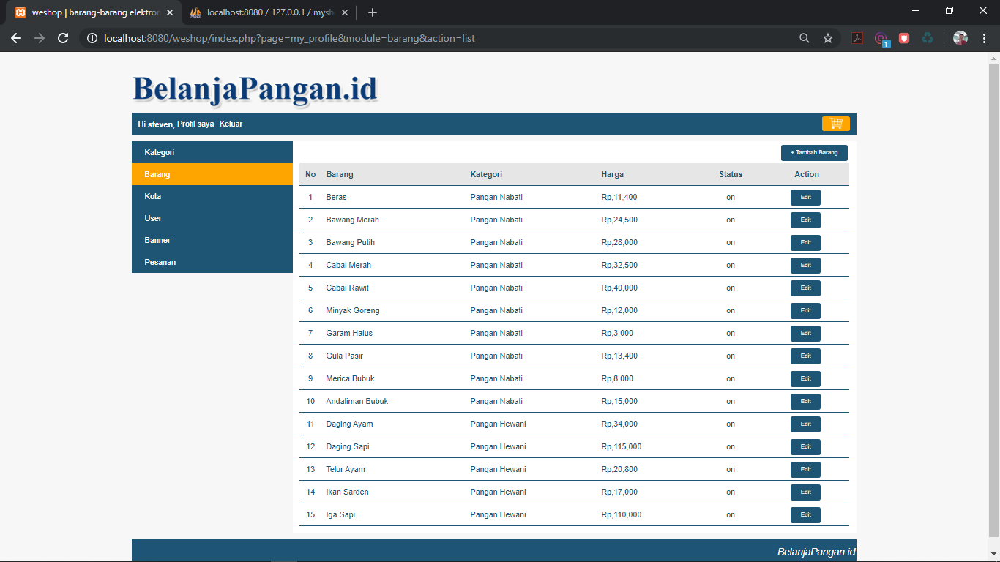 weshop | barang-barang elektron
localhost:8080 / 127.0.0.1 / mysh
localhost:8080/weshop/index.php?page=my_profile&module=barang&action=list
1
BelanjaPangan.id
Hi steven, Profil saya Keluar
Kategori
Barang
Kota
User
Banner
Pesanan
+ Tambah Barang
No Barang Kategori Harga Status Action
1 Beras Pangan Nabati Rp,11,400 on Edit
2 Bawang Merah Pangan Nabati Rp,24,500 on Edit
3 Bawang Putih Pangan Nabati Rp,28,000 on Edit
4 Cabai Merah Pangan Nabati Rp,32,500 on Edit
5 Cabai Rawit Pangan Nabati Rp,40,000 on Edit
6 Minyak Goreng Pangan Nabati Rp,12,000 on Edit
7 Garam Halus Pangan Nabati Rp,3,000 on Edit
8 Gula Pasir Pangan Nabati Rp,13,400 on Edit
9 Merica Bubuk Pangan Nabati Rp,8,000 on Edit
10 Andaliman Bubuk Pangan Nabati Rp,15,000 on Edit
11 Daging Ayam Pangan Hewani Rp,34,000 on Edit
12 Daging Sapi Pangan Hewani Rp,115,000 on Edit
13 Telur Ayam Pangan Hewani Rp,20,800 on Edit
14 Ikan Sarden Pangan Hewani Rp,17,000 on Edit
15 Iga Sapi Pangan Hewani Rp,110,000 on Edit
BelanjaPangan.id